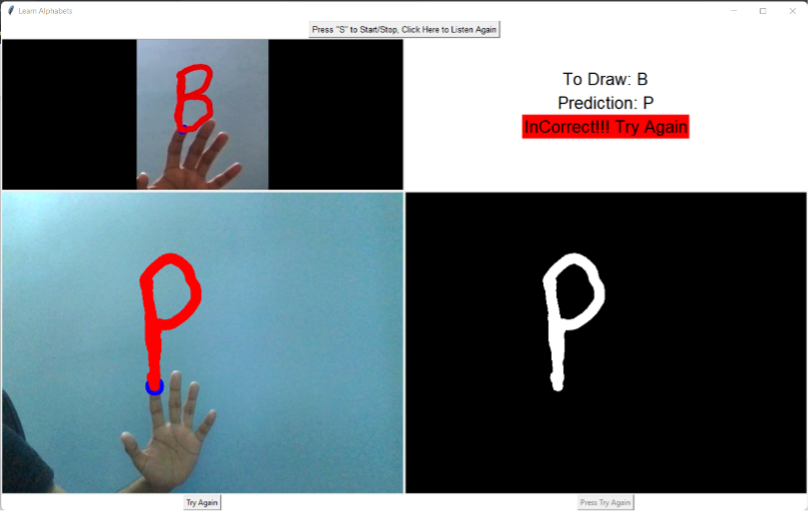 Learn Alphabets
Press "S" to Start/Stop, Click Here to Listen Again
B
To Draw: B
Prediction: P
InCorrect!!! Try Again
P
P
Try Again
Press Try Again